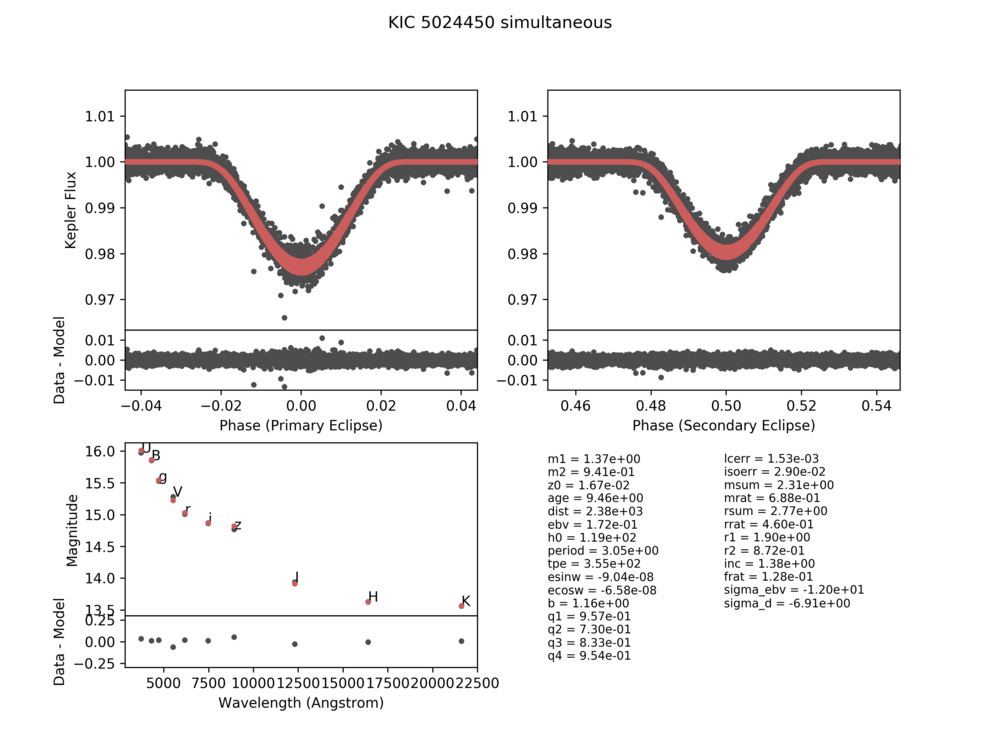 KIC 5024450 simultaneous
1.01
1.00
0.99
0.98
0.97
Kepler Flux
0.01
0.00
−0.01
Data - Model
−0.04
−0.02
0.00
0.02
0.04
Phase (Primary Eclipse)
1.01
1.00
0.99
0.98
0.97
0.01
0.00
−0.01
0.46
0.48
0.50
0.52
0.54
Phase (Secondary Eclipse)
16.0
15.5
15.0
14.5
14.0
13.5
Magnitude
U
B
g
V
r
i
z
J
H
K
0.25
0.00
−0.25
Data - Model
5000
7500
10000
12500
15000
17500
20000
22500
Wavelength (Angstrom)
m1 = 1.37e+00
m2 = 9.41e-01
z0 = 1.67e-02
age = 9.46e+00
dist = 2.38e+03
ebv = 1.72e-01
h0 = 1.19e+02
period = 3.05e+00
tpe = 3.55e+02
esinw = -9.04e-08
ecosw = -6.58e-08
b = 1.16e+00
q1 = 9.57e-01
q2 = 7.30e-01
q3 = 8.33e-01
q4 = 9.54e-01
lcerr = 1.53e-03
isoerr = 2.90e-02
msum = 2.31e+00
mrat = 6.88e-01
rsum = 2.77e+00
rrat = 4.60e-01
r1 = 1.90e+00
r2 = 8.72e-01
inc = 1.38e+00
frat = 1.28e-01
sigma_ebv = -1.20e+01
sigma_d = -6.91e+00